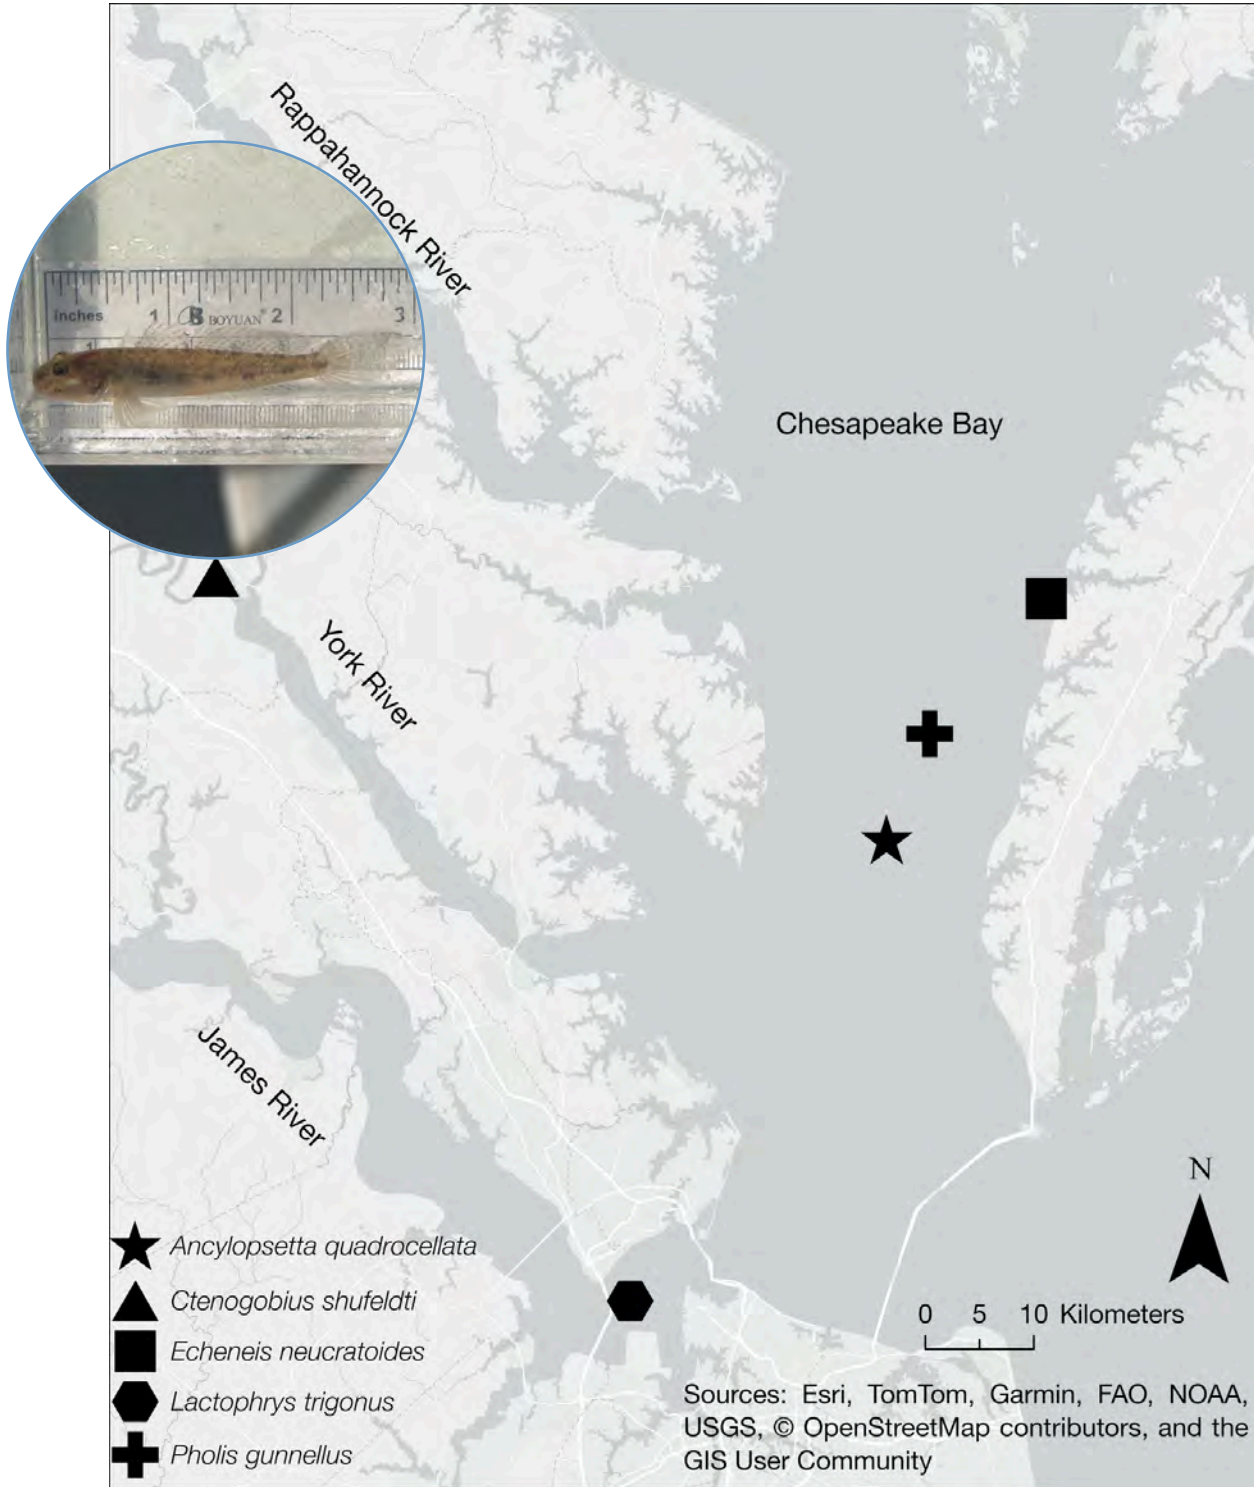 Rappahannock River
Inches 1 B BOYUAN® 2 3
1
Chesapeake Bay
York River
James River
N
Ancylopsetta quadrocellata
Ctenogobius shufeldti
Echeneis neucratoides
Lactophrys trigonus
Pholis gunnellus
0 5 10 Kilometers
Sources: Esri, TomTom, Garmin, FAO, NOAA,
USGS, © OpenStreetMap contributors, and the
GIS User Community